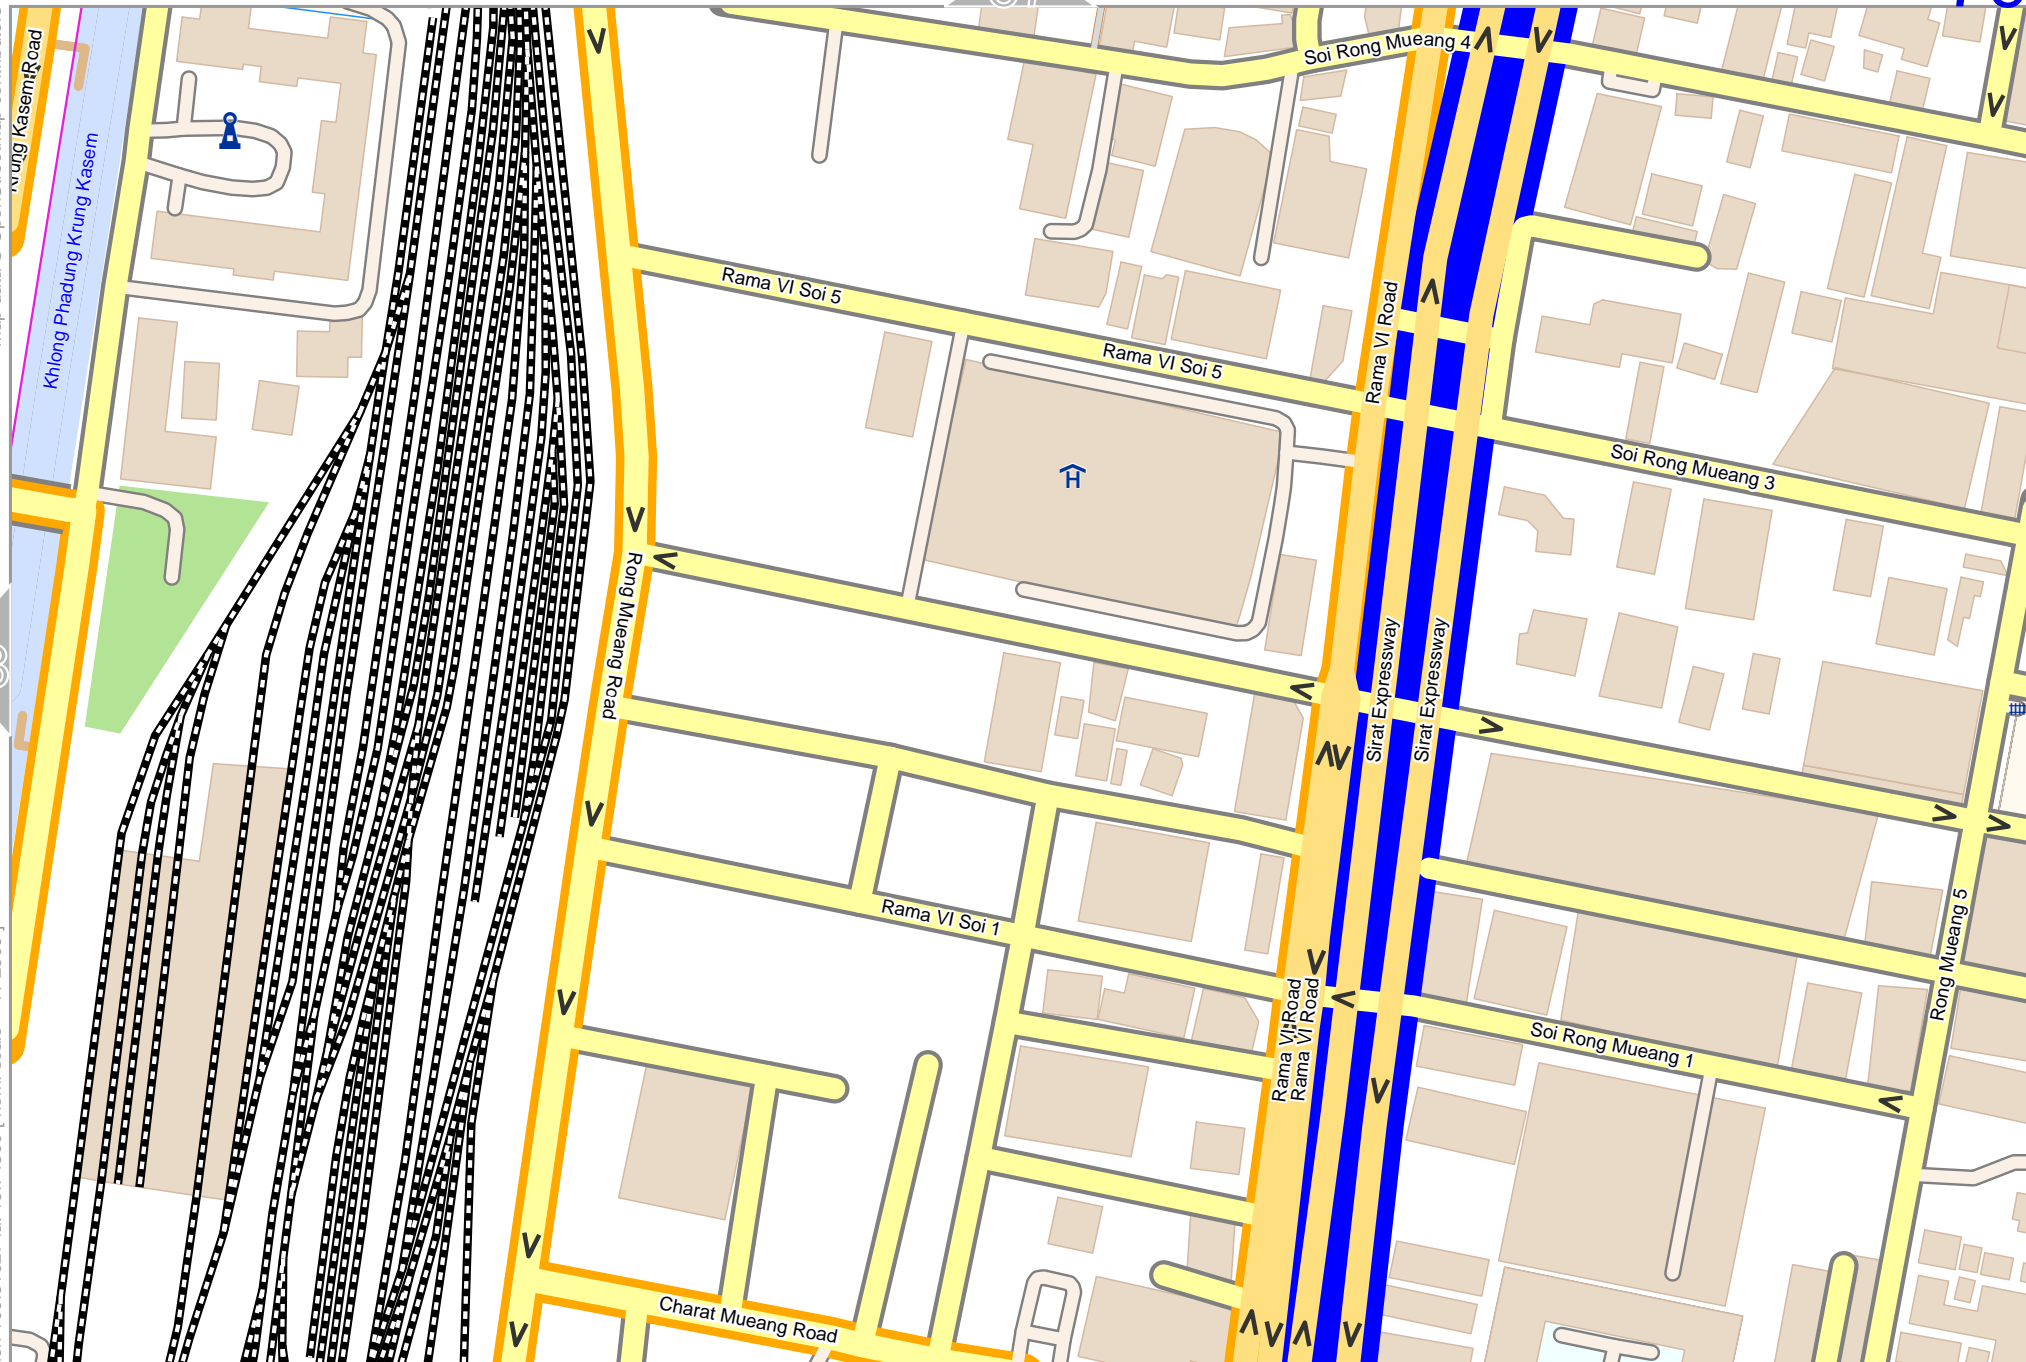 Soi Rong Mueang 4
Krung Kasem Road
Khlong Phadung Krung Kasem
Rama VI Soi 5
Rama VI Road
Rama VI Soi 5
Soi Rong Mueang 3
Rong Mueang Road
Sirat Expressway
Sirat Expressway
Rama VI Soi 1
Rong Mueang 5
Rama VI Road
Rama VI Road
Soi Rong Mueang 1
Charat Mueang Road